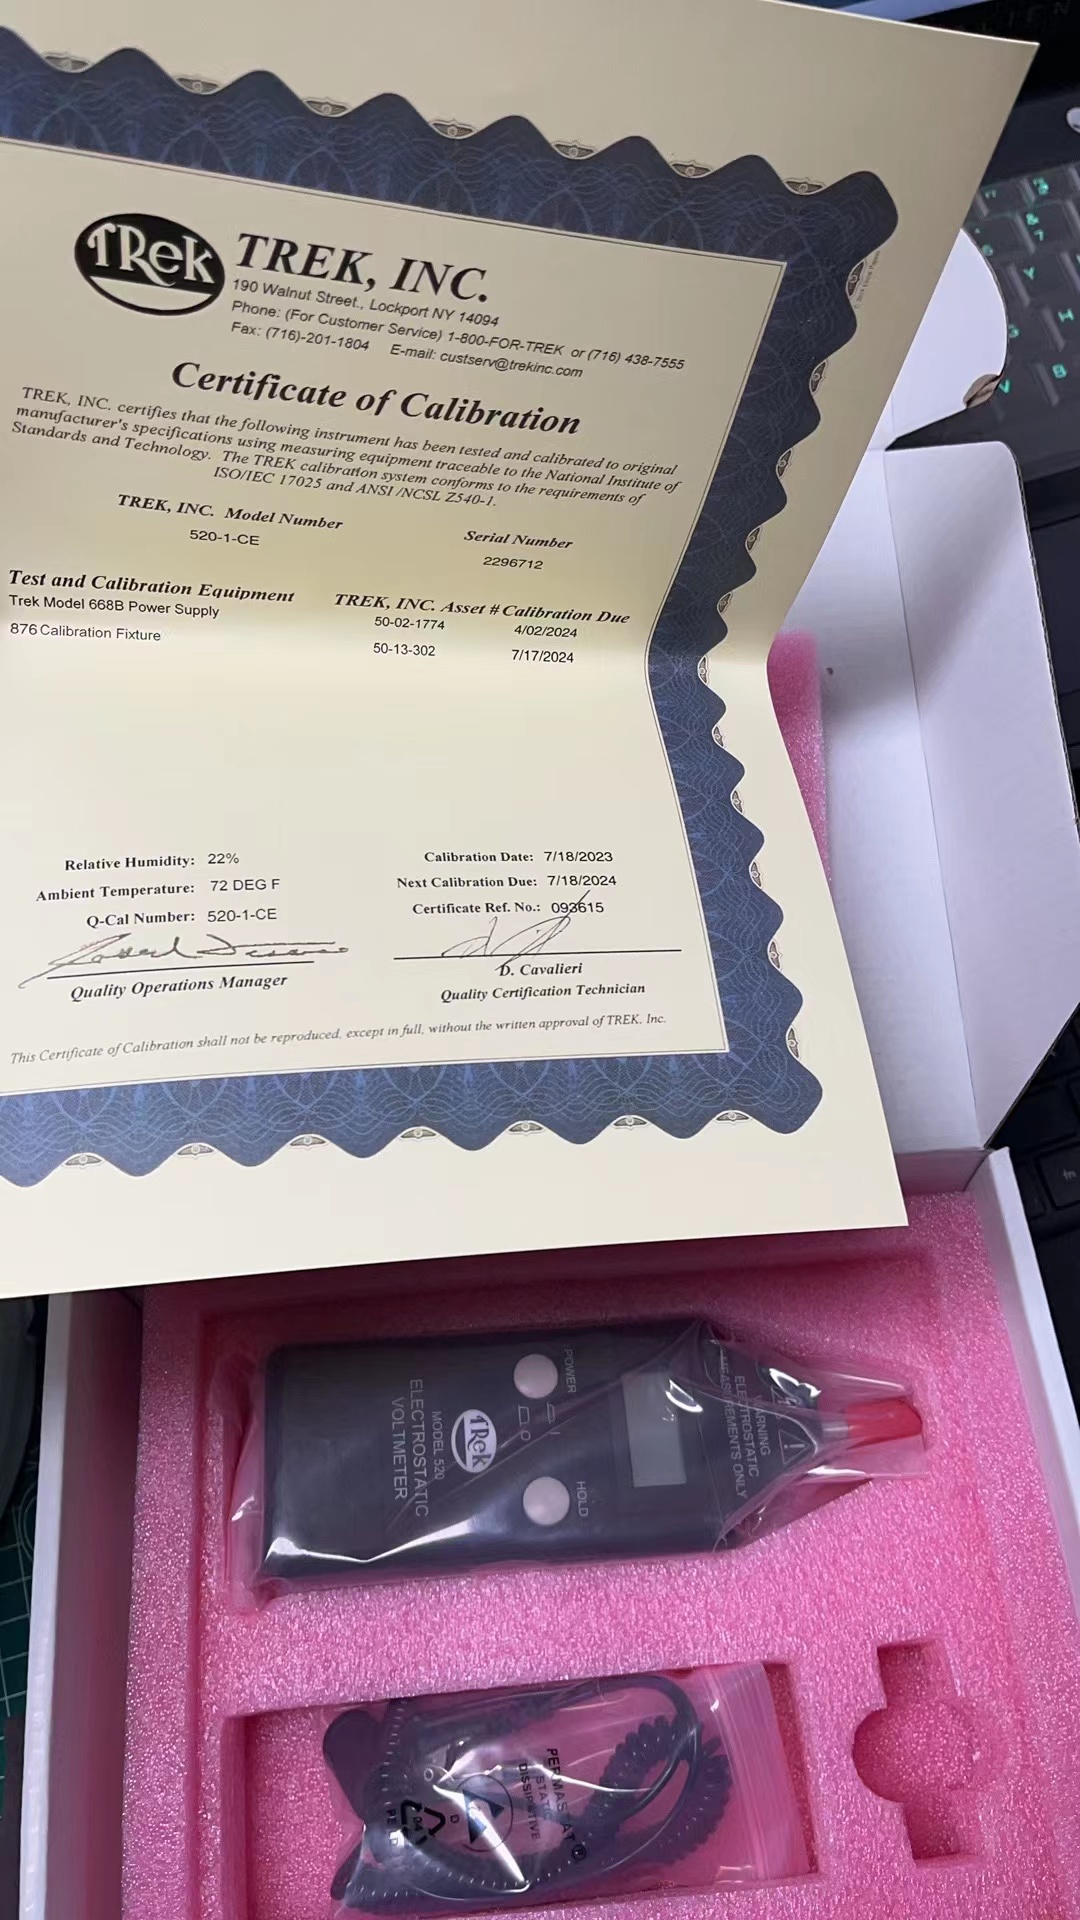 TRek
TREK, INC.
190 Walnut Street., Lockport NY 14094
Phone: (For Customer Service) 1-800-FOR-TREK or (716) 438-7555
Fax: (716)-201-1804 E-mail: custserv@trekinc.com
Certificate of Calibration
TREK, INC. certifies that the following instrument has been tested and calibrated to original
manufacturer's specifications using measuring equipment traceable to the National Institute of
Standards and Technology. The TREK calibration system conforms to the requirements of
ISO/IEC 17025 and ANSI /NCSL Z540-1.
TREK, INC. Model Number Serial Number
520-1-CE 2296712
Test and Calibration Equipment TREK, INC. Asset # Calibration Due
Trek Model 668B Power Supply 50-02-1774 4/02/2024
876 Calibration Fixture 50-13-302 7/17/2024
Relative Humidity: 22% Calibration Date: 7/18/2023
Ambient Temperature: 72 DEG F Next Calibration Due: 7/18/2024
Q-Cal Number: 520-1-CE Certificate Ref. No.: 093615
D. Cavalieri
Quality Operations Manager Quality Certification Technician
This Certificate of Calibration shall not be reproduced, except in full, without the written approval of TREK, Inc.
WARNING
ELECTROSTATIC
MEASUREMENTS ONLY
POWER
HOLD
TRek
MODEL 520
ELECTROSTATIC
VOLTMETER
PERMASTAT®
STATIC
DISSIPATIVE